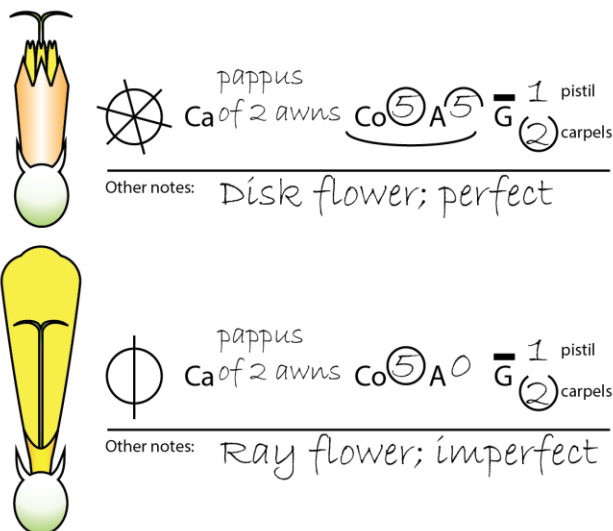 pappus
Ca of 2 awns Co 5 A 5 G 1 pistil
2 carpels
Other notes: Disk flower; perfect
pappus
Ca of 2 awns Co 5 A 0 G 1 pistil
2 carpels
Other notes: Ray flower; imperfect